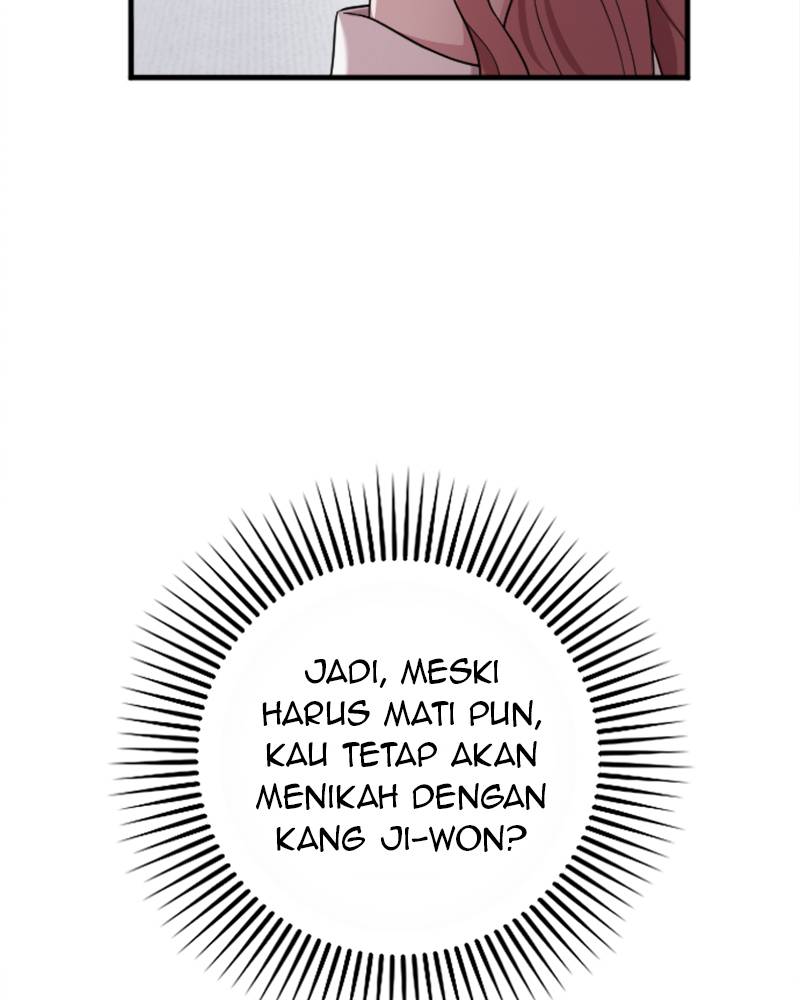 JADI, MESKI
HARUS MATI PUN,
KAU TETAP AKAN
MENIKAH DENGAN
KANG JI-WON?